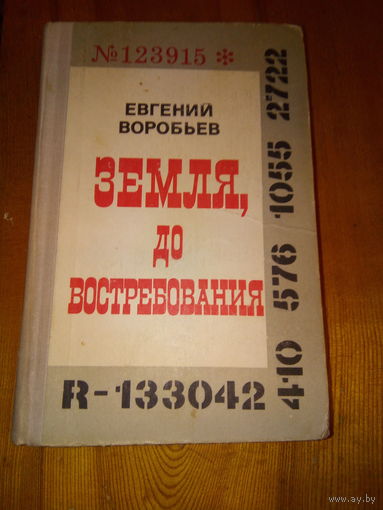 №123915 *
ЕВГЕНИЙ
ВОРОБЬЕВ
ЗЕМЛЯ,
ДО
ВОСТРЕБОВАНИЯ
R-133042
410 576 1055 2722
www.ay.by